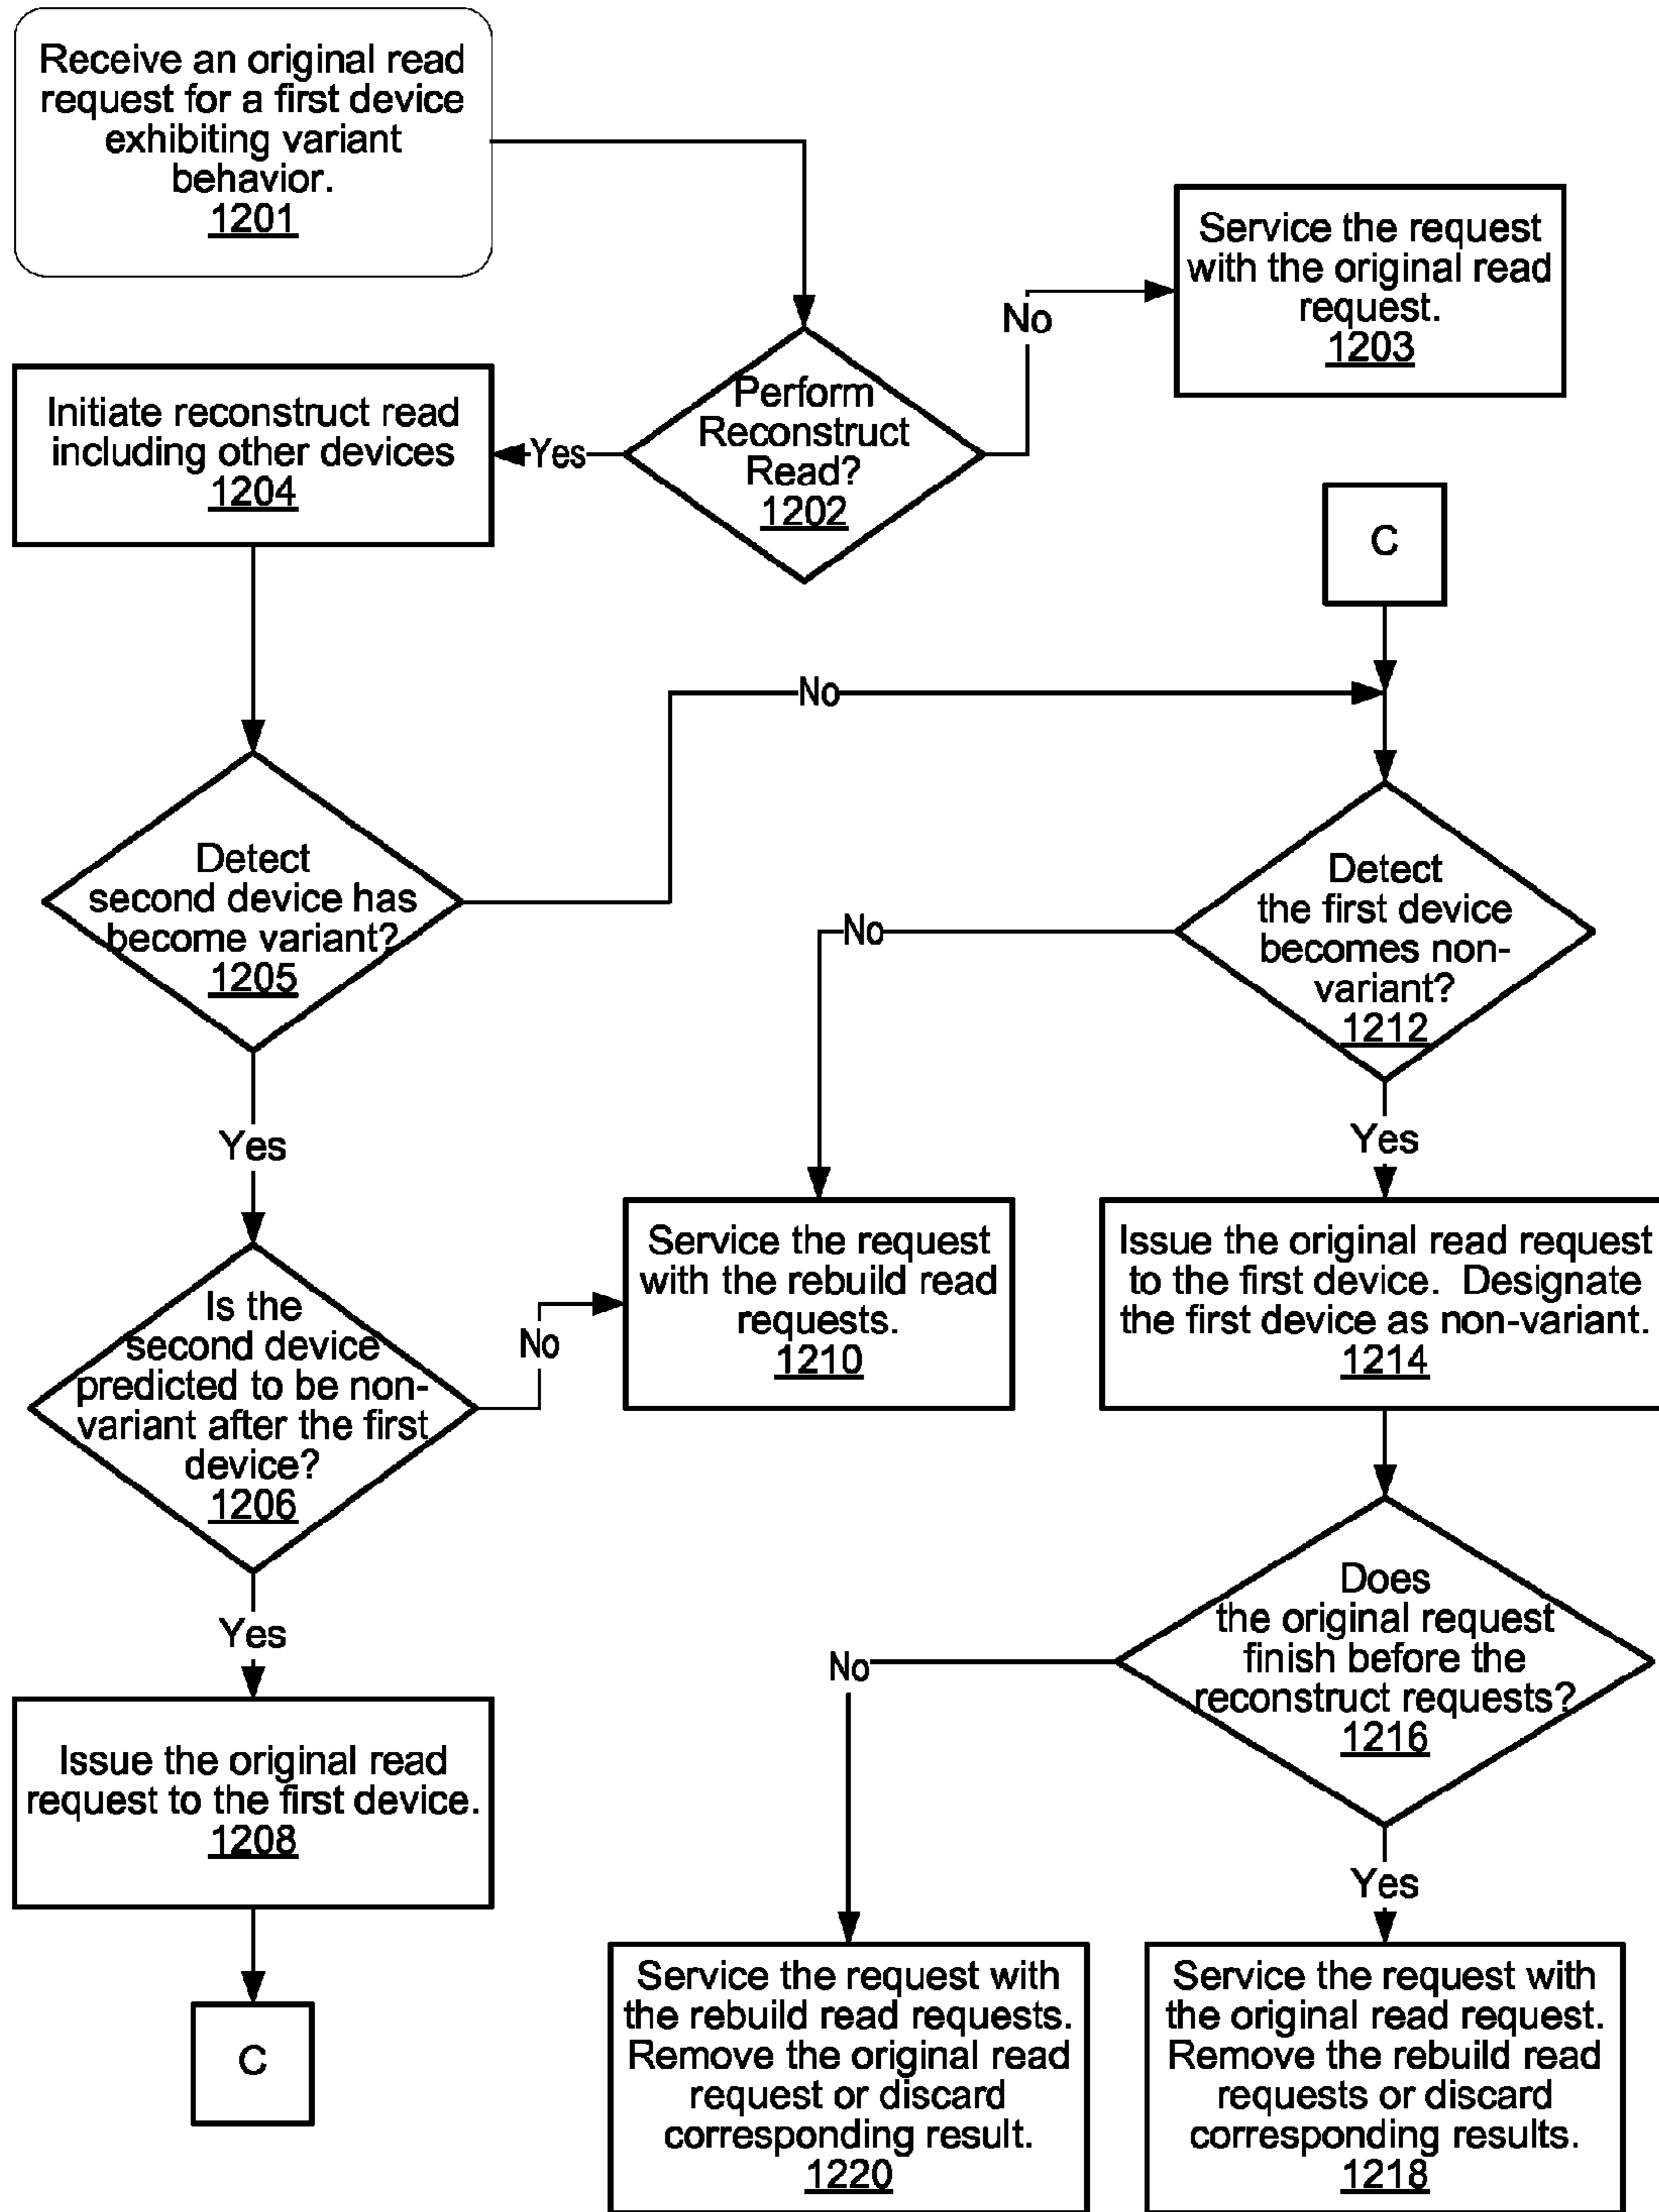 Receive an original read
request for a first device
exhibiting variant
behavior.
1201
Service the request
with the original read
request.
1203
No
Perform
Reconstruct
Read?
1202
Yes
Initiate reconstruct read
including other devices
1204
C
No
Detect
second device has
become variant?
1205
Detect
the first device
becomes non-
variant?
1212
No
Yes
Yes
Service the request
with the rebuild read
requests.
1210
Issue the original read request
to the first device. Designate
the first device as non-variant.
1214
Is the
second device
predicted to be non-
variant after the first
device?
1206
No
Yes
Does
the original request
finish before the
reconstruct requests?
1216
No
Yes
Issue the original read
request to the first device.
1208
C
Service the request with
the rebuild read requests.
Remove the original read
request or discard
corresponding result.
1220
Service the request with
the original read request.
Remove the rebuild read
requests or discard
corresponding results.
1218